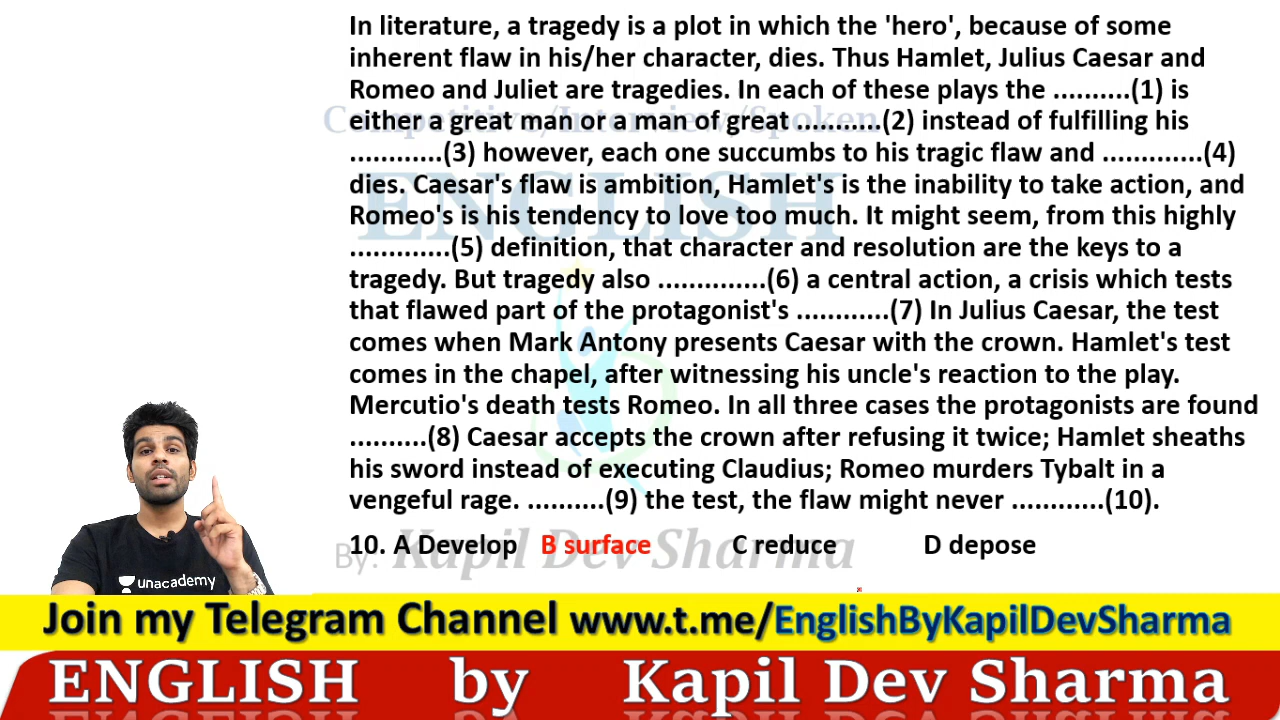 In literature, a tragedy is a plot in which the 'hero', because of some
inherent flaw in his/her character, dies. Thus Hamlet, Julius Caesar and
Romeo and Juliet are tragedies. In each of these plays the ..........(1) is
either a great man or a man of great ..........(2) instead of fulfilling his
............(3) however, each one succumbs to his tragic flaw and .............(4)
dies. Caesar's flaw is ambition, Hamlet's is the inability to take action, and
Romeo's is his tendency to love too much. It might seem, from this highly
.............(5) definition, that character and resolution are the keys to a
tragedy. But tragedy also ..............(6) a central action, a crisis which tests
that flawed part of the protagonist's ............(7) In Julius Caesar, the test
comes when Mark Antony presents Caesar with the crown. Hamlet's test
comes in the chapel, after witnessing his uncle's reaction to the play.
Mercutio's death tests Romeo. In all three cases the protagonists are found
..........(8) Caesar accepts the crown after refusing it twice; Hamlet sheaths
his sword instead of executing Claudius; Romeo murders Tybalt in a
vengeful rage. ..........(9) the test, the flaw might never ............(10).
Competitive/Interview/Spoken
ENGLISH
10. A Develop B surface C reduce D depose
By: Kapil Dev Sharma
unacademy
Join my Telegram Channel www.t.me/EnglishByKapilDevSharma
ENGLISH by Kapil Dev Sharma